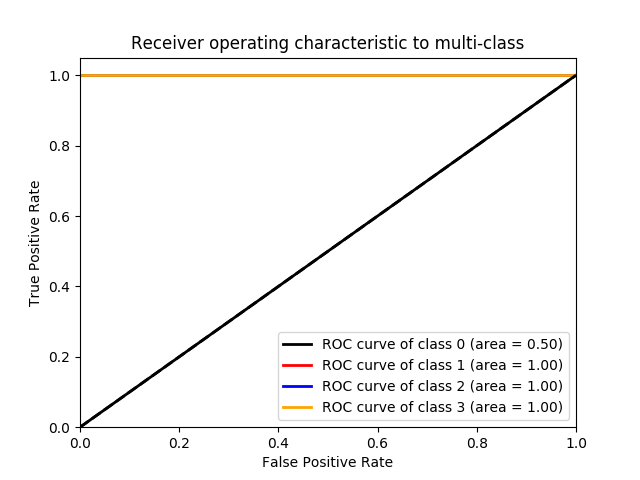 Receiver operating characteristic to multi-class
1.0
0.8
0.6
0.4
0.2
0.0
True Positive Rate
ROC curve of class 0 (area = 0.50)
ROC curve of class 1 (area = 1.00)
ROC curve of class 2 (area = 1.00)
ROC curve of class 3 (area = 1.00)
0.0 0.2 0.4 0.6 0.8 1.0
False Positive Rate